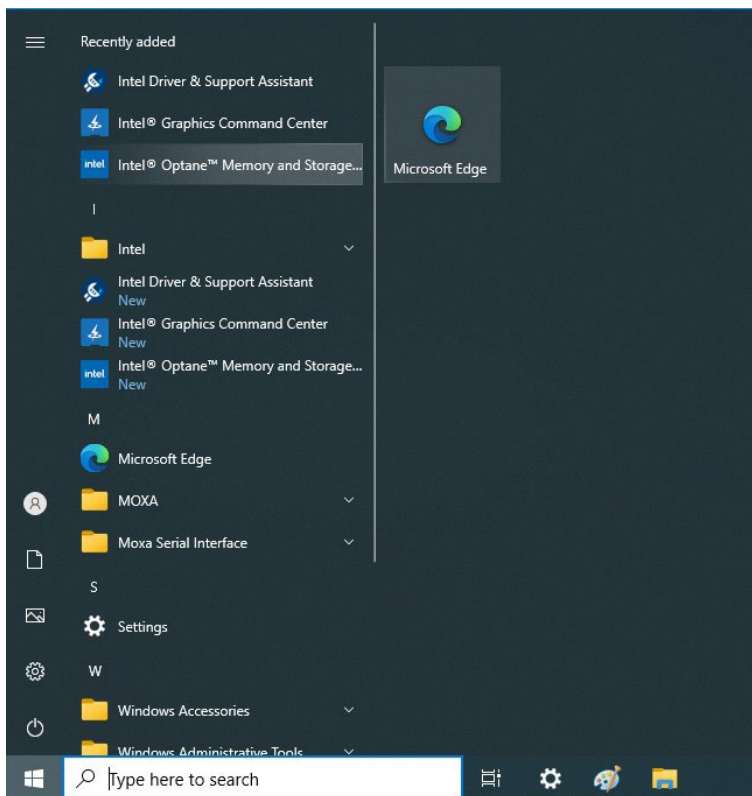 Recently added
Intel Driver & Support Assistant
Intel® Graphics Command Center
intel Intel® Optane™ Memory and Storage...
Microsoft Edge
I
Intel
Intel Driver & Support Assistant
New
Intel® Graphics Command Center
New
intel Intel® Optane™ Memory and Storage...
New
M
Microsoft Edge
MOXA
Moxa Serial Interface
S
Settings
W
Windows Accessories
Windows Administrative Tools
Type here to search